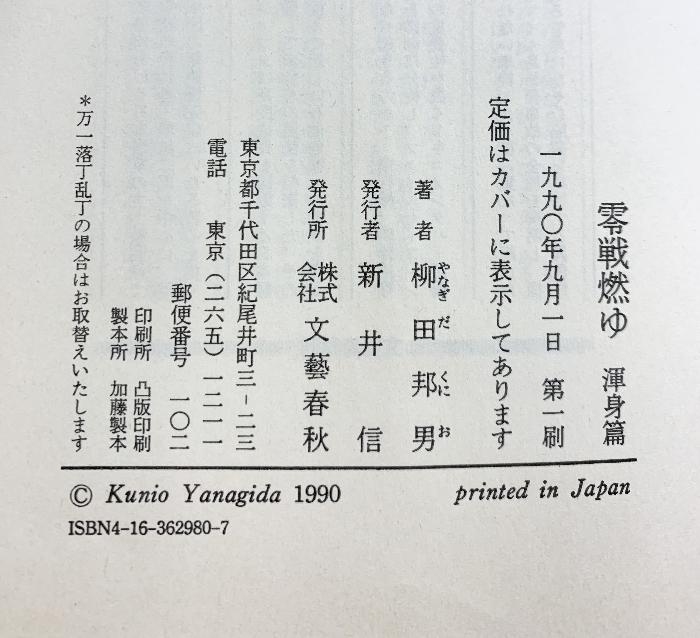 零戦燃ゆ 渾身篇
一九九〇年九月一日 第一刷
定価はカバーに表示してあります
著者 柳田邦男
やなぎ だ くに お
発行者 新井信
発行所 株式会社 文藝春秋
東京都千代田区紀尾井町三－二三
電話 東京（二六五）一二一一
郵便番号 一〇二
印刷所 凸版印刷
製本所 加藤製本
＊万一落丁乱丁の場合はお取替えいたします
© Kunio Yanagida 1990
printed in Japan
ISBN4-16-362980-7